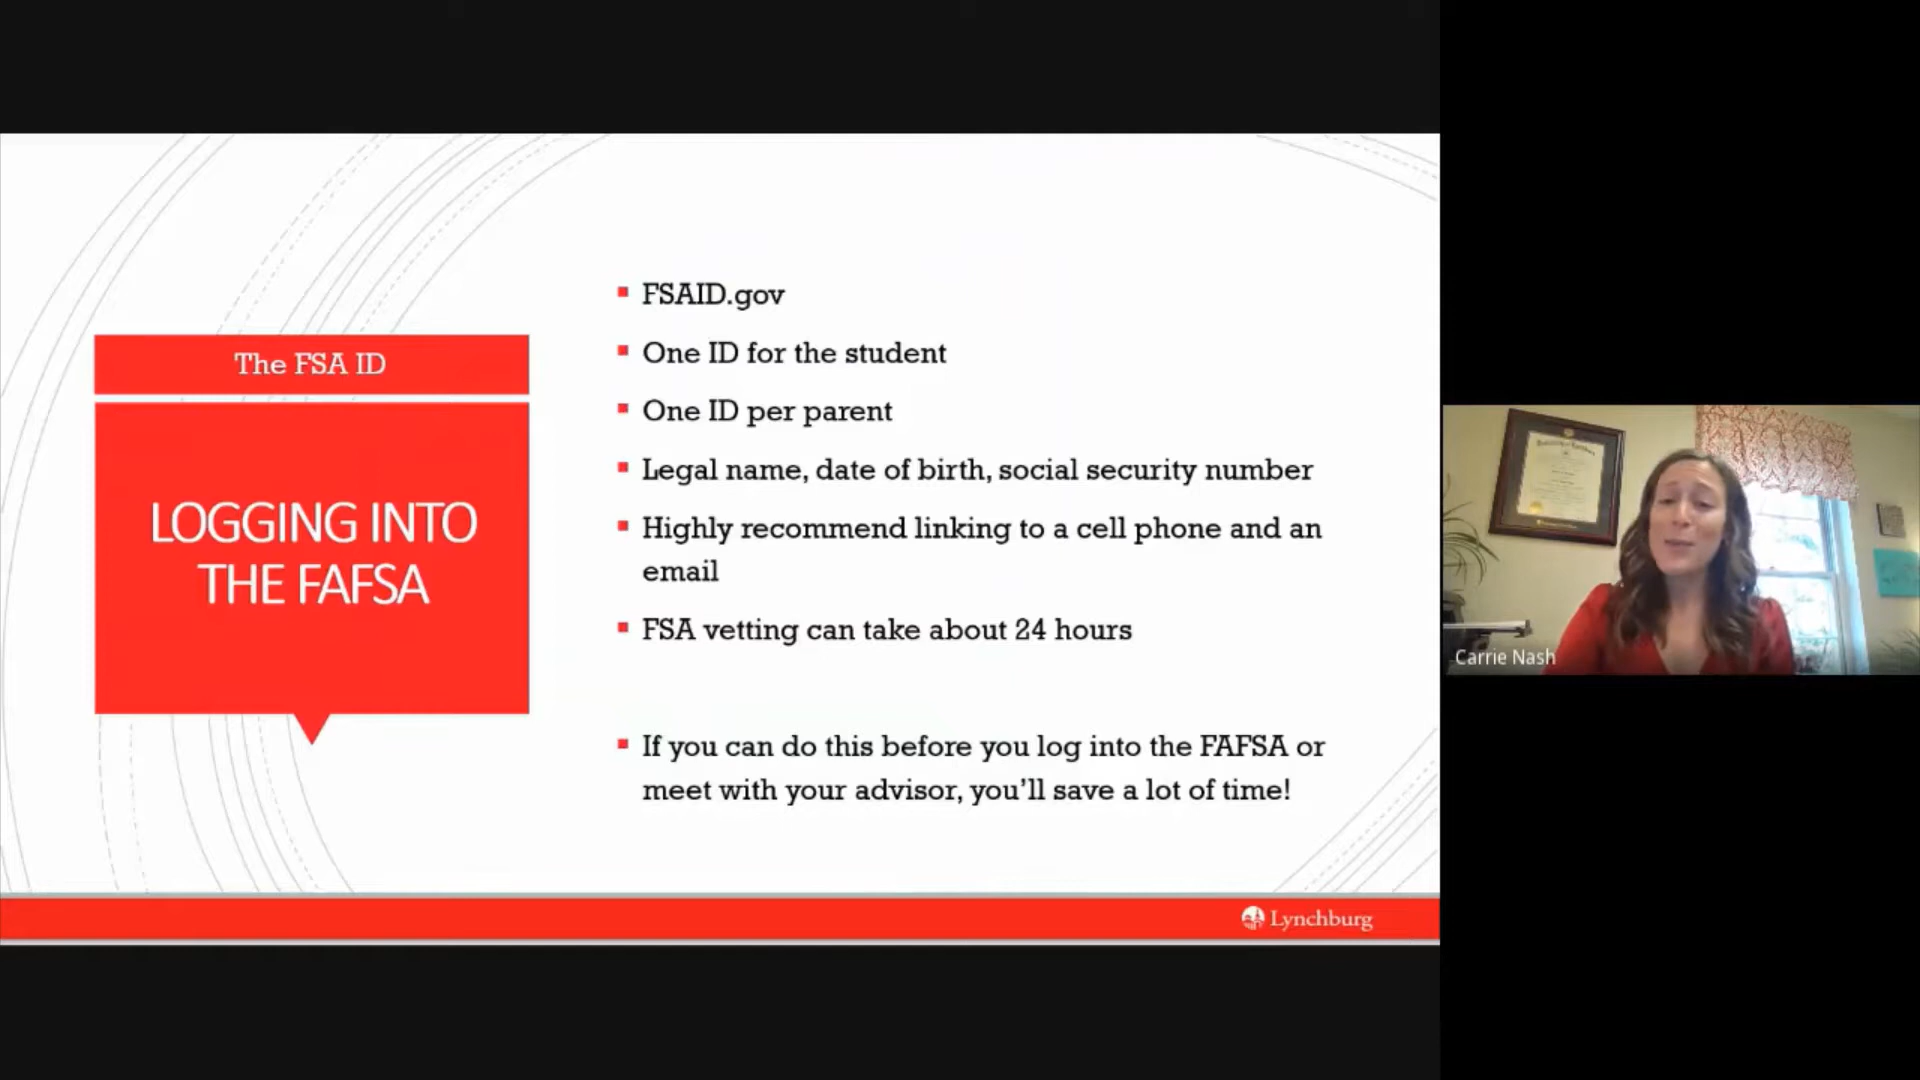 The FSA ID
LOGGING INTO
THE FAFSA
FSAID.gov
One ID for the student
One ID per parent
Legal name, date of birth, social security number
Highly recommend linking to a cell phone and an
email
FSA vetting can take about 24 hours
If you can do this before you log into the FAFSA or
meet with your advisor, you'll save a lot of time!
Lynchburg
Carrie Nash